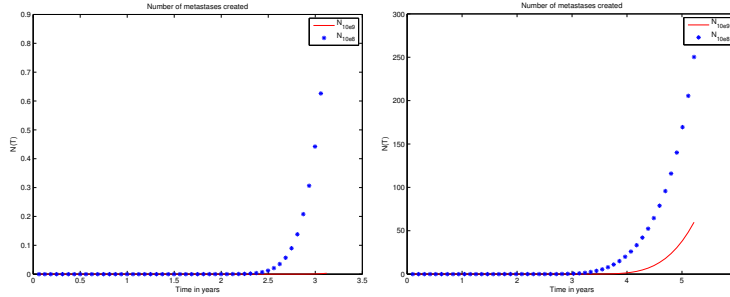 Number of metastases created
N10e9
N10e8
0.9
0.8
0.7
0.6
0.5
0.4
0.3
0.2
0.1
0
N(T)
0 0.5 1 1.5 2 2.5 3 3.5
Time in years
Number of metastases created
N10e9
N10e8
300
250
200
150
100
50
0
N(T)
0 1 2 3 4 5 6
Time in years